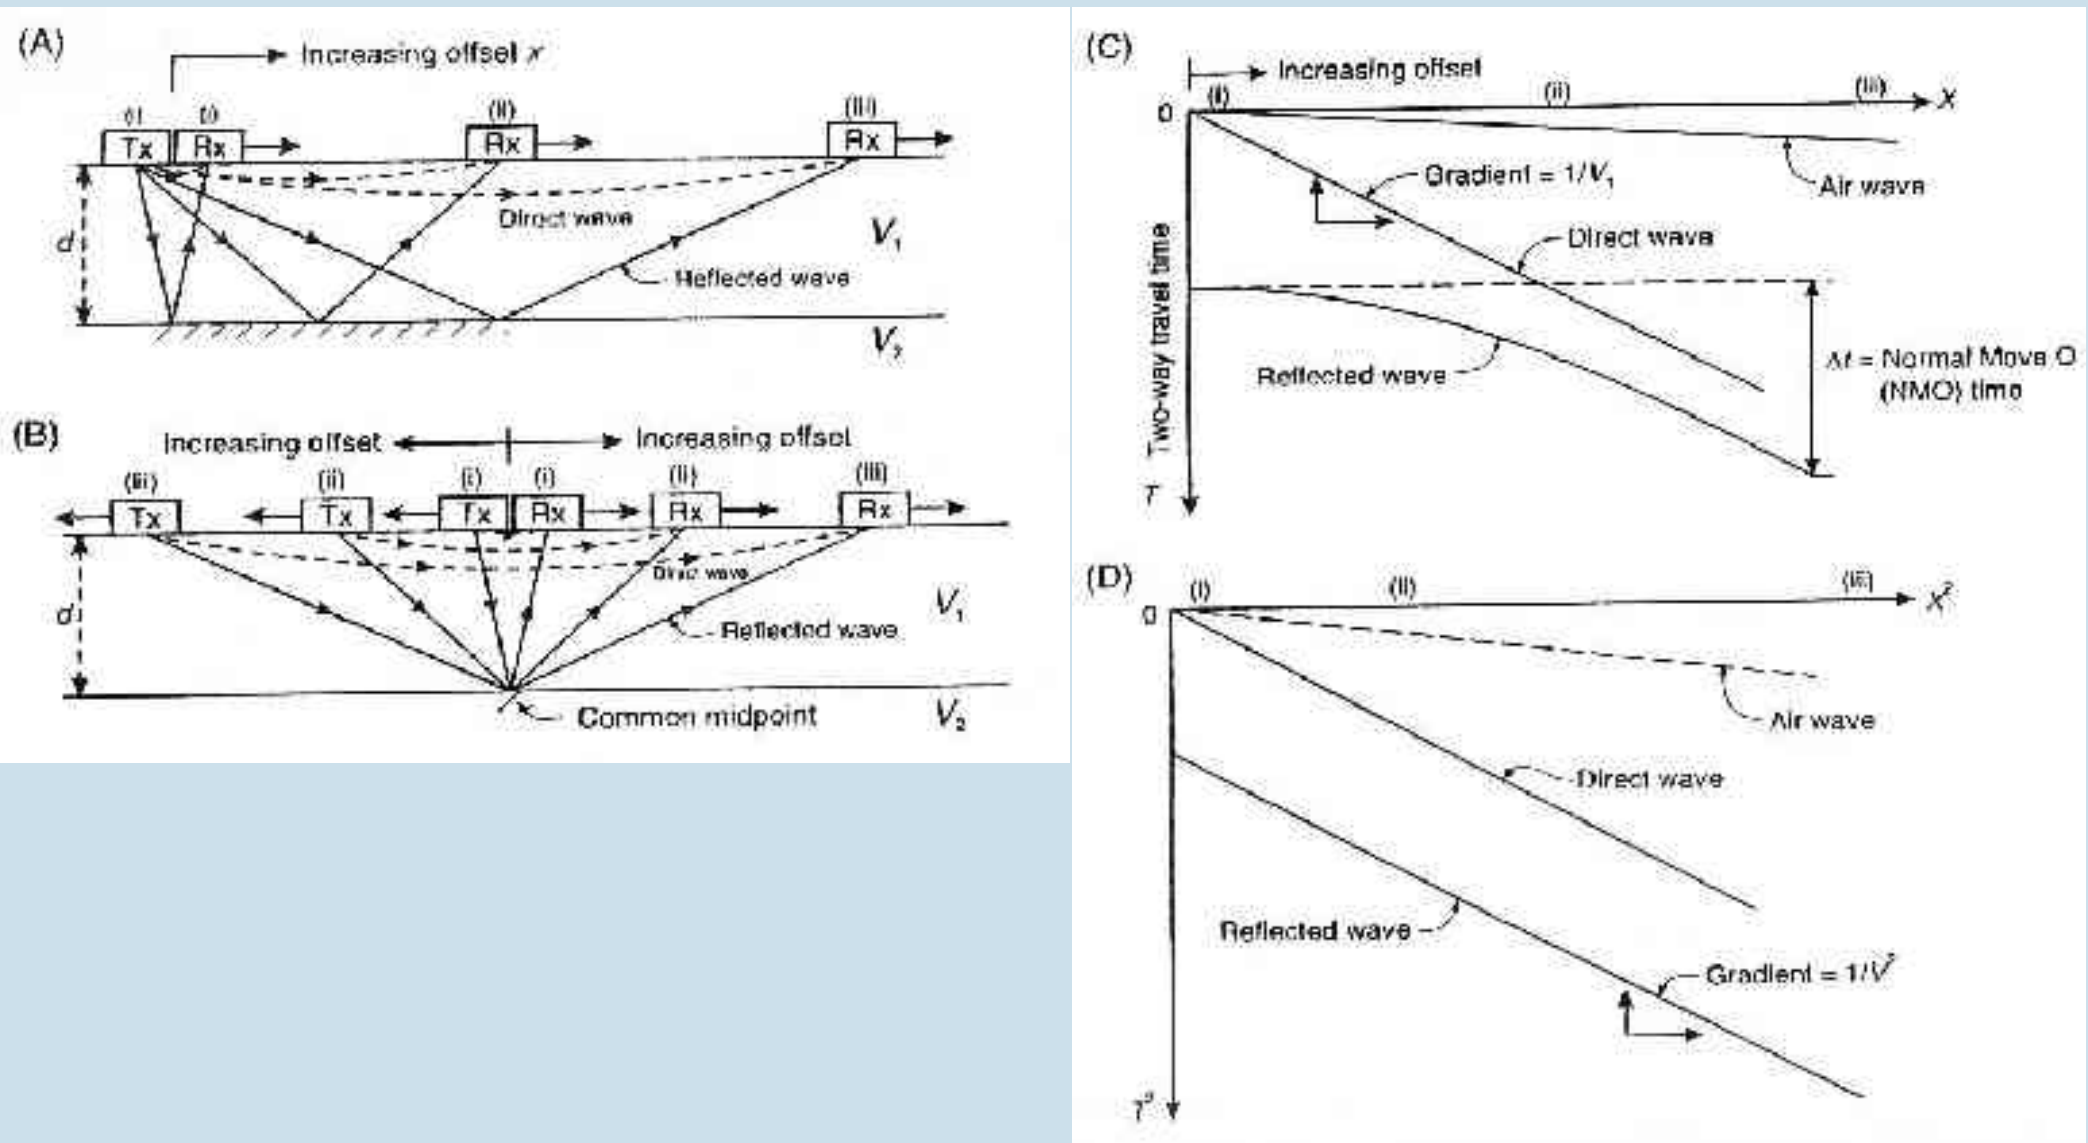 (A)
Increasing offset x
(i) (i) (ii) (iii)
Tx Rx Rx Rx
Direct wave
V₁
d
Reflected wave
V₂
(B)
Increasing offset Increasing offset
(iii) (ii) (i) (i) (ii) (iii)
Tx Tx Tx Rx Rx Rx
Direct wave
V₁
d
Reflected wave
Common midpoint
V₂
(C)
Increasing offset
(i) (ii) (iii)
0 X
Gradient = 1/V₁
Air wave
Direct wave
Two-way travel time
Reflected wave
Δt = Normal Move O
(NMO) time
T
(D)
(i) (ii) (iii)
0 X²
Air wave
Direct wave
Reflected wave
Gradient = 1/V²
T²